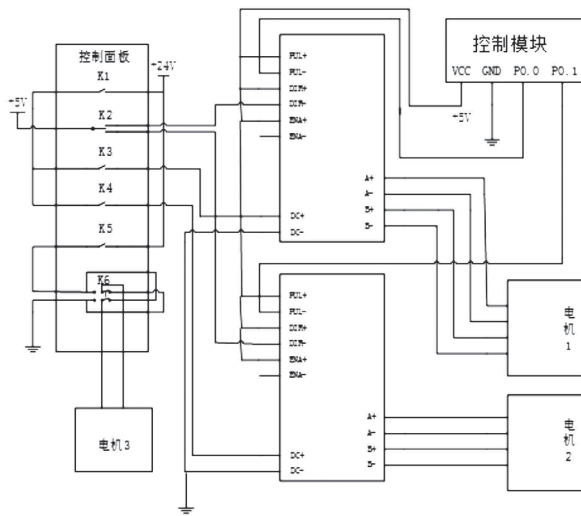 控制面板
+24V
K1
+5V
K2
K3
K4
K5
K6
电机3
PUL+
PUL-
DIR+
DIR-
ENA+
ENA-
A+
A-
B+
B-
DC+
DC-
控制模块
VCC GND P0.0 P0.1
+5V
PUL+
PUL-
DIR+
DIR-
ENA+
ENA-
A+
A-
B+
B-
DC+
DC-
电
机
1
电
机
2